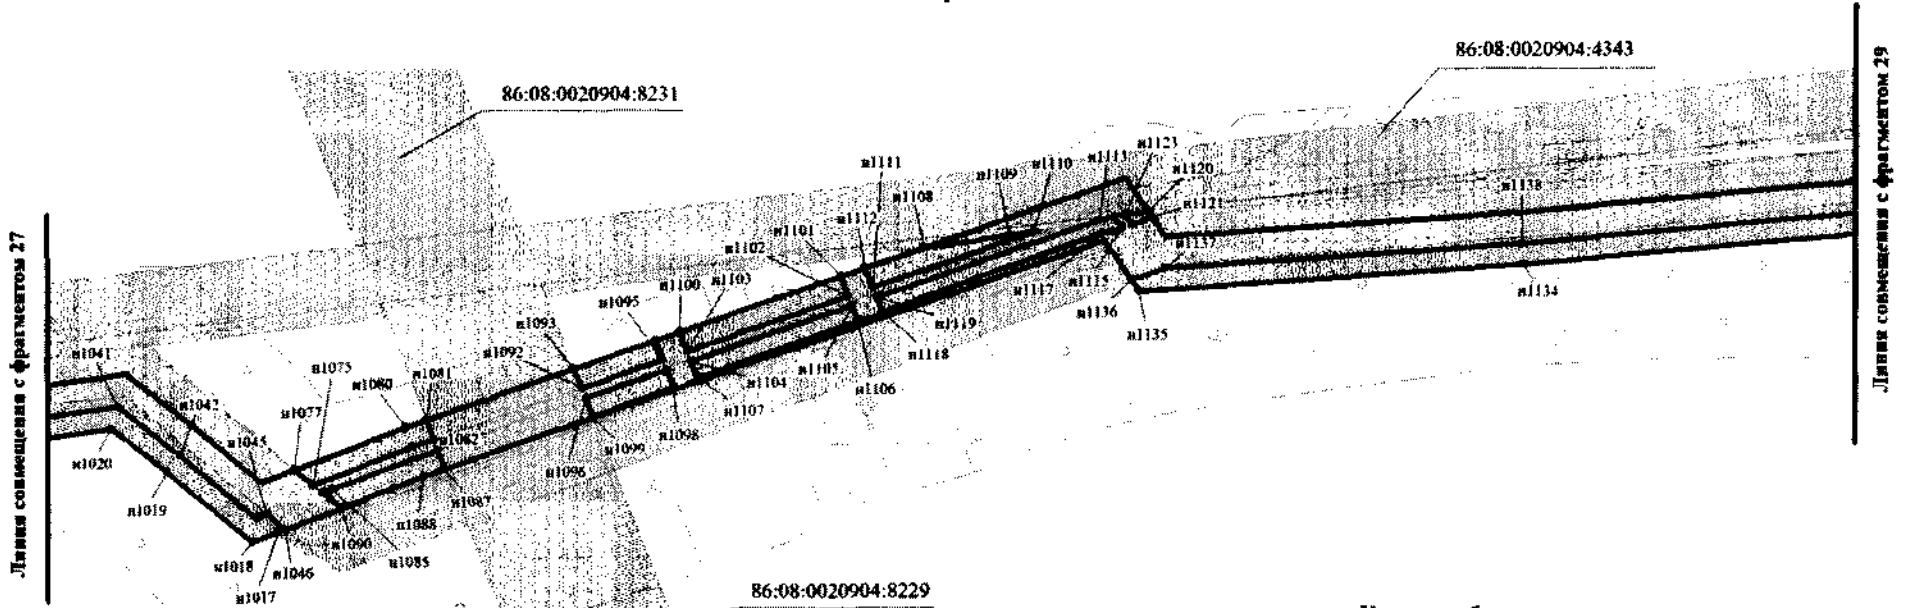 86:08:0020904:4343
86:08:0020904:8231
Линия совмещения с фрагментом 27
Линия совмещения с фрагментом 29
н1123
н1111
н1110
н1113
н1109
н1120
н1138
н1108
н1121
н1112
н1101
н1102
н1137
н1103
н1100
н1095
н1117
н1115
н1134
н1136
н1135
н1119
н1118
н1093
н1092
н1041
н1075
н1080
н1081
н1104
н1105
н1106
н1107
н1042
н1077
н1045
н1082
н1098
н1099
н1096
н1020
н1019
н1087
н1088
н1090
н1085
н1018
н1046
н1017
86:08:0020904:8229